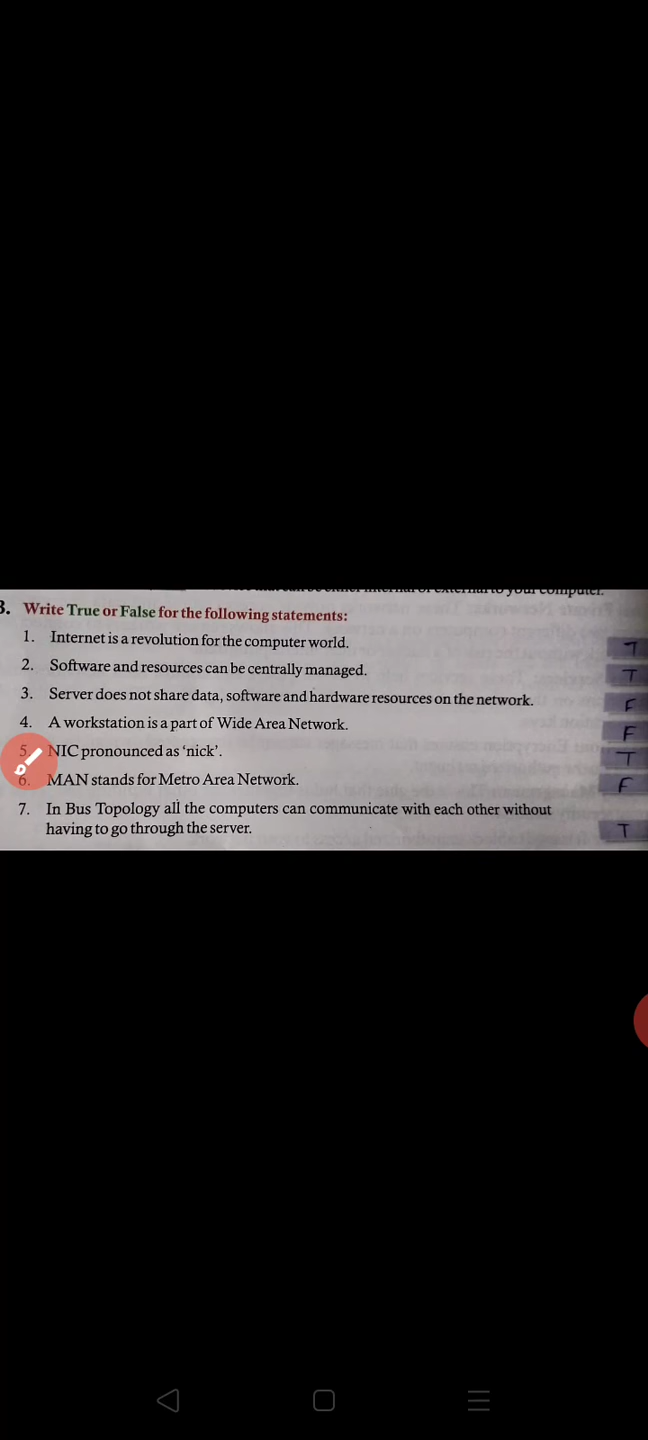 to your computer.
3. Write True or False for the following statements:
1. Internet is a revolution for the computer world. T
2. Software and resources can be centrally managed. T
3. Server does not share data, software and hardware resources on the network. F
4. A workstation is a part of Wide Area Network. F
5. NIC pronounced as ‘nick’. T
6. MAN stands for Metro Area Network. F
7. In Bus Topology all the computers can communicate with each other without
having to go through the server. T